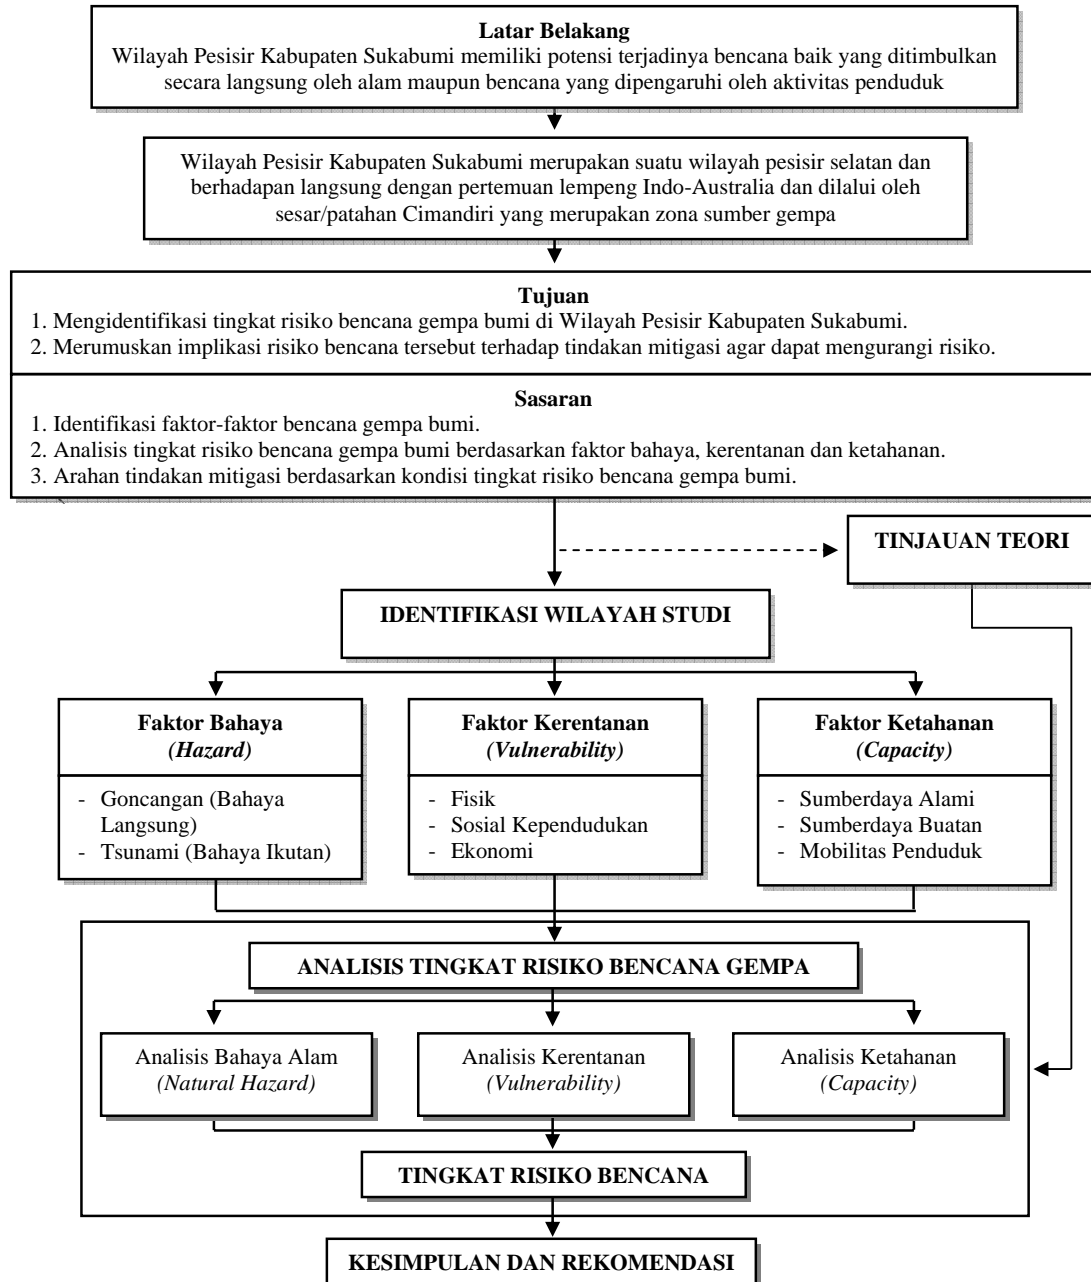 Latar Belakang
Wilayah Pesisir Kabupaten Sukabumi memiliki potensi terjadinya bencana baik yang ditimbulkan
secara langsung oleh alam maupun bencana yang dipengaruhi oleh aktivitas penduduk
Wilayah Pesisir Kabupaten Sukabumi merupakan suatu wilayah pesisir selatan dan
berhadapan langsung dengan pertemuan lempeng Indo-Australia dan dilalui oleh
sesar/patahan Cimandiri yang merupakan zona sumber gempa
Tujuan
1. Mengidentifikasi tingkat risiko bencana gempa bumi di Wilayah Pesisir Kabupaten Sukabumi.
2. Merumuskan implikasi risiko bencana tersebut terhadap tindakan mitigasi agar dapat mengurangi risiko.
Sasaran
1. Identifikasi faktor-faktor bencana gempa bumi.
2. Analisis tingkat risiko bencana gempa bumi berdasarkan faktor bahaya, kerentanan dan ketahanan.
3. Arahan tindakan mitigasi berdasarkan kondisi tingkat risiko bencana gempa bumi.
TINJAUAN TEORI
IDENTIFIKASI WILAYAH STUDI
Faktor Bahaya
(Hazard)
- Goncangan (Bahaya
Langsung)
- Tsunami (Bahaya Ikutan)
Faktor Kerentanan
(Vulnerability)
- Fisik
- Sosial Kependudukan
- Ekonomi
Faktor Ketahanan
(Capacity)
- Sumberdaya Alami
- Sumberdaya Buatan
- Mobilitas Penduduk
ANALISIS TINGKAT RISIKO BENCANA GEMPA
Analisis Bahaya Alam
(Natural Hazard)
Analisis Kerentanan
(Vulnerability)
Analisis Ketahanan
(Capacity)
TINGKAT RISIKO BENCANA
KESIMPULAN DAN REKOMENDASI